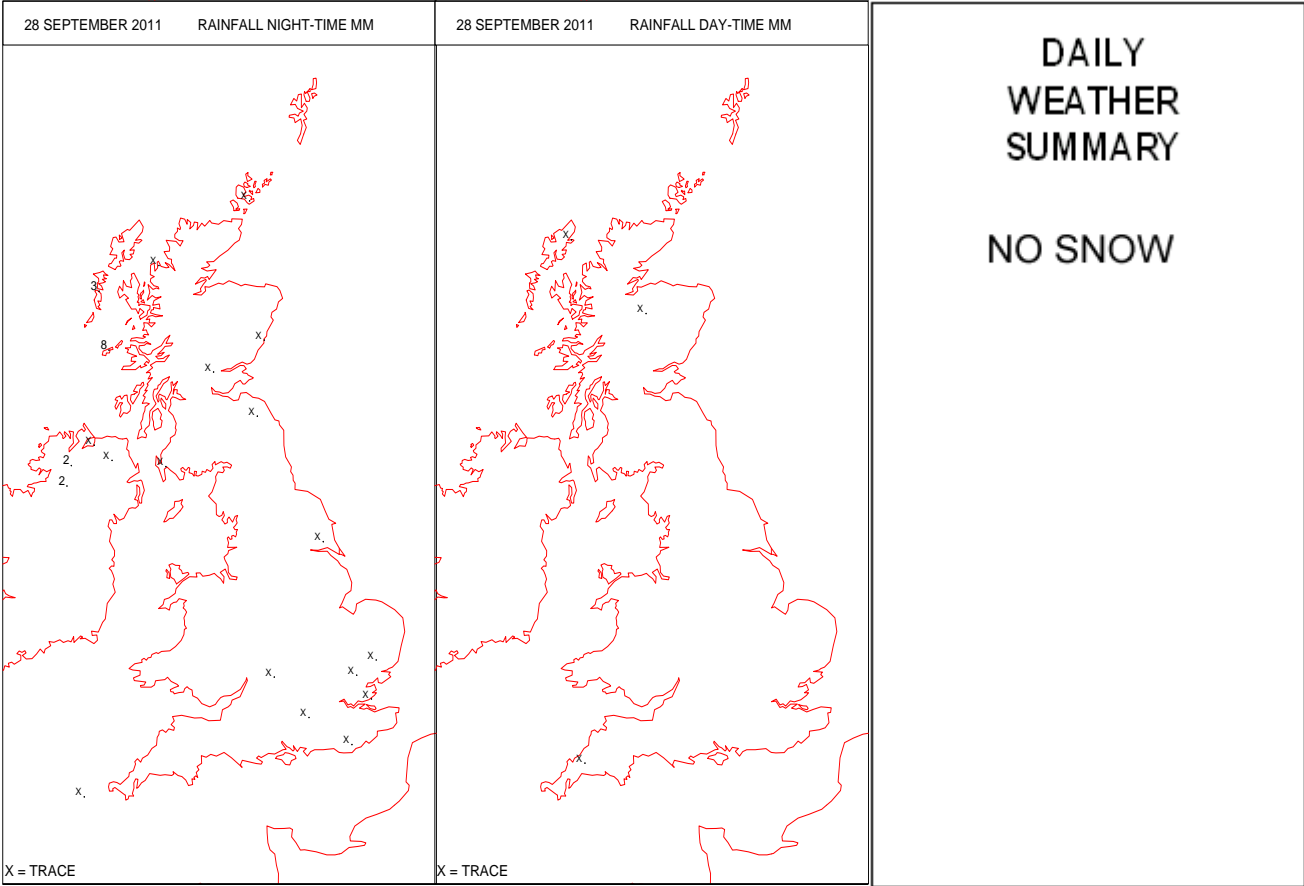 28 SEPTEMBER 2011 RAINFALL NIGHT-TIME MM
X.
X.
3.
X.
8.
X.
X.
X.
X.
2.
X.
2.
X.
X.
X.
X.
X.
X.
X.
X.
X = TRACE
28 SEPTEMBER 2011 RAINFALL DAY-TIME MM
X.
X.
X.
X = TRACE
DAILY
WEATHER
SUMMARY
NO SNOW